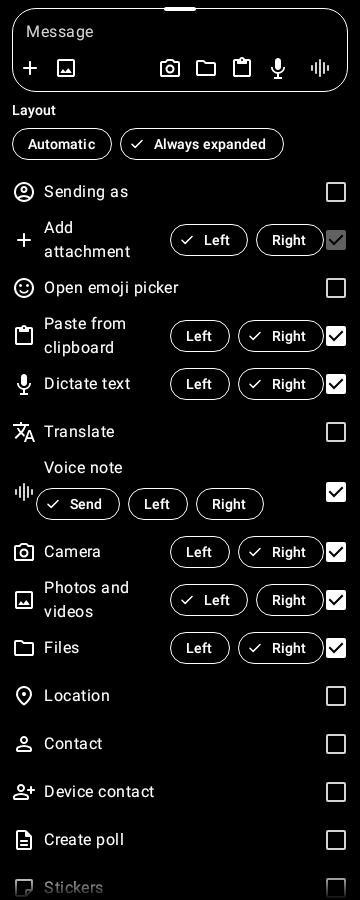 Message
Layout
Automatic
Always expanded
Sending as
Add
attachment
Left
Right
Open emoji picker
Paste from
clipboard
Left
Right
Dictate text
Left
Right
Translate
Voice note
Send
Left
Right
Camera
Left
Right
Photos and
videos
Left
Right
Files
Left
Right
Location
Contact
Device contact
Create poll
Stickers